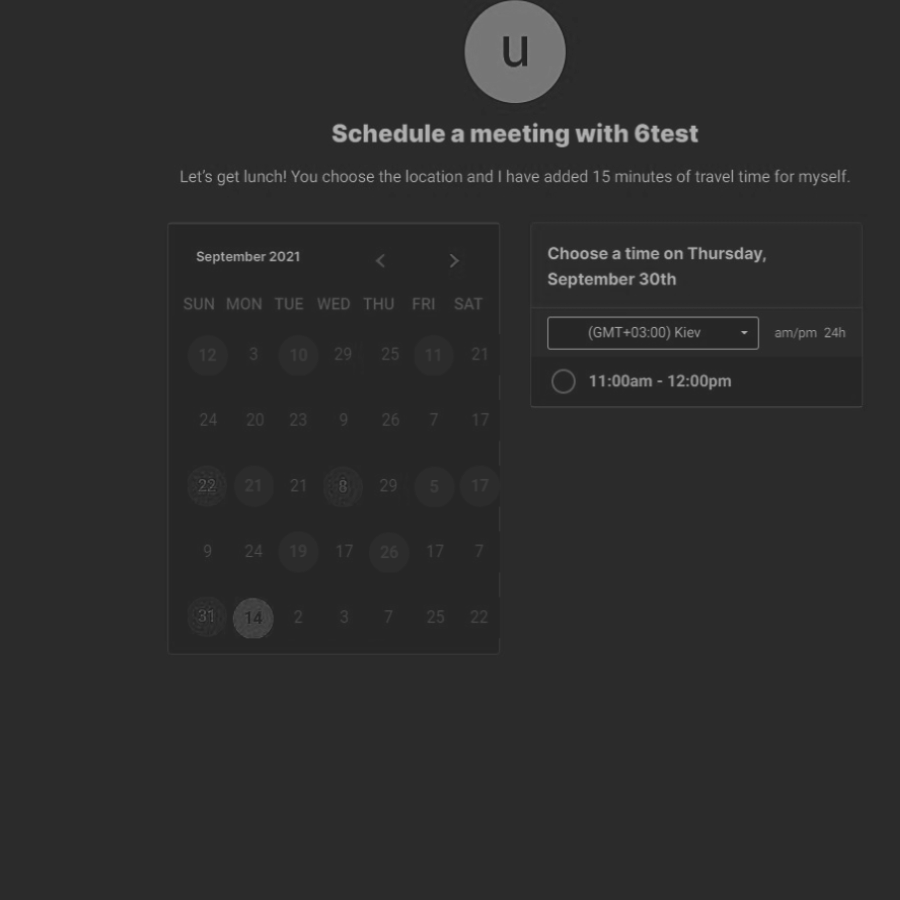 u
Schedule a meeting with 6test
Let's get lunch! You choose the location and I have added 15 minutes of travel time for myself.
September 2021
SUN MON TUE WED THU FRI SAT
12 3 10 29 25 11 21
24 20 23 9 26 7 17
22 21 21 8 29 5 17
9 24 19 17 26 17 7
31 14 2 3 7 25 22
Choose a time on Thursday,
September 30th
(GMT+03:00) Kiev
am/pm 24h
11:00am - 12:00pm